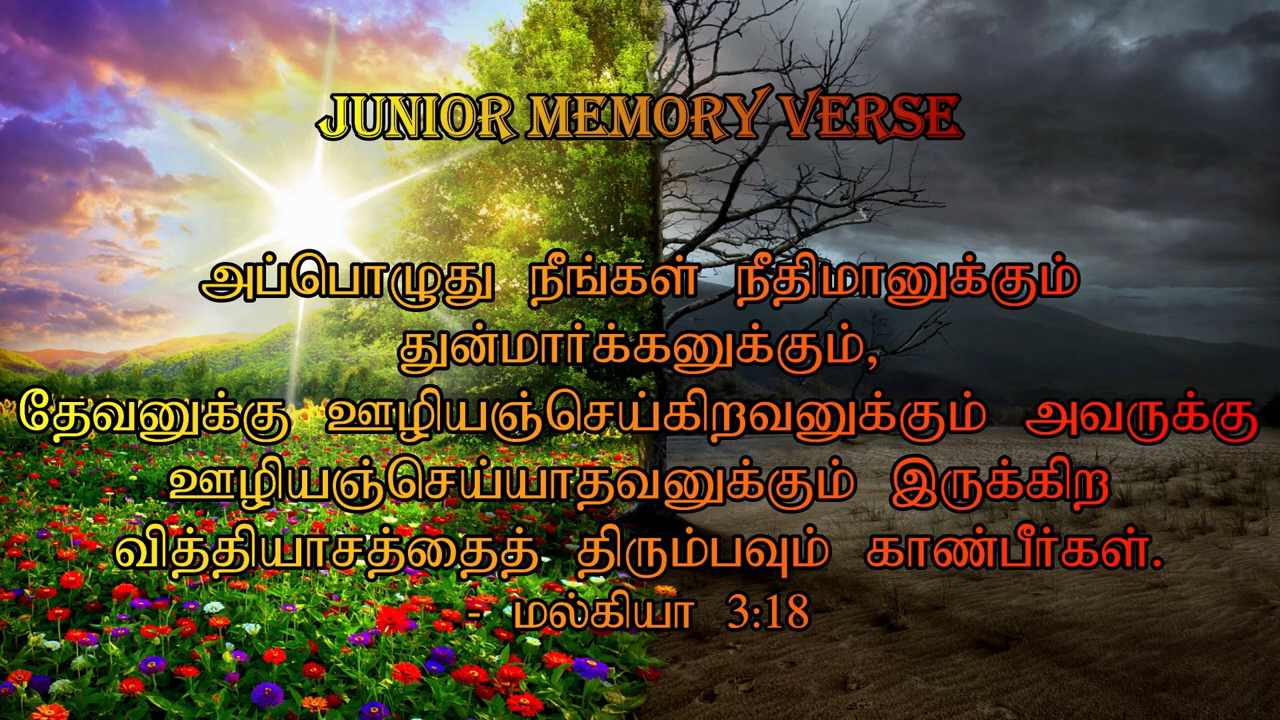 JUNIOR MEMORY VERSE
அப்பொழுது நீங்கள் நீதிமானுக்கும்
துன்மார்க்கனுக்கும்,
தேவனுக்கு ஊழியஞ்செய்கிறவனுக்கும் அவருக்கு
ஊழியஞ்செய்யாதவனுக்கும் இருக்கிற
வித்தியாசத்தைத் திரும்பவும் காண்பீர்கள்.
- மல்கியா 3:18